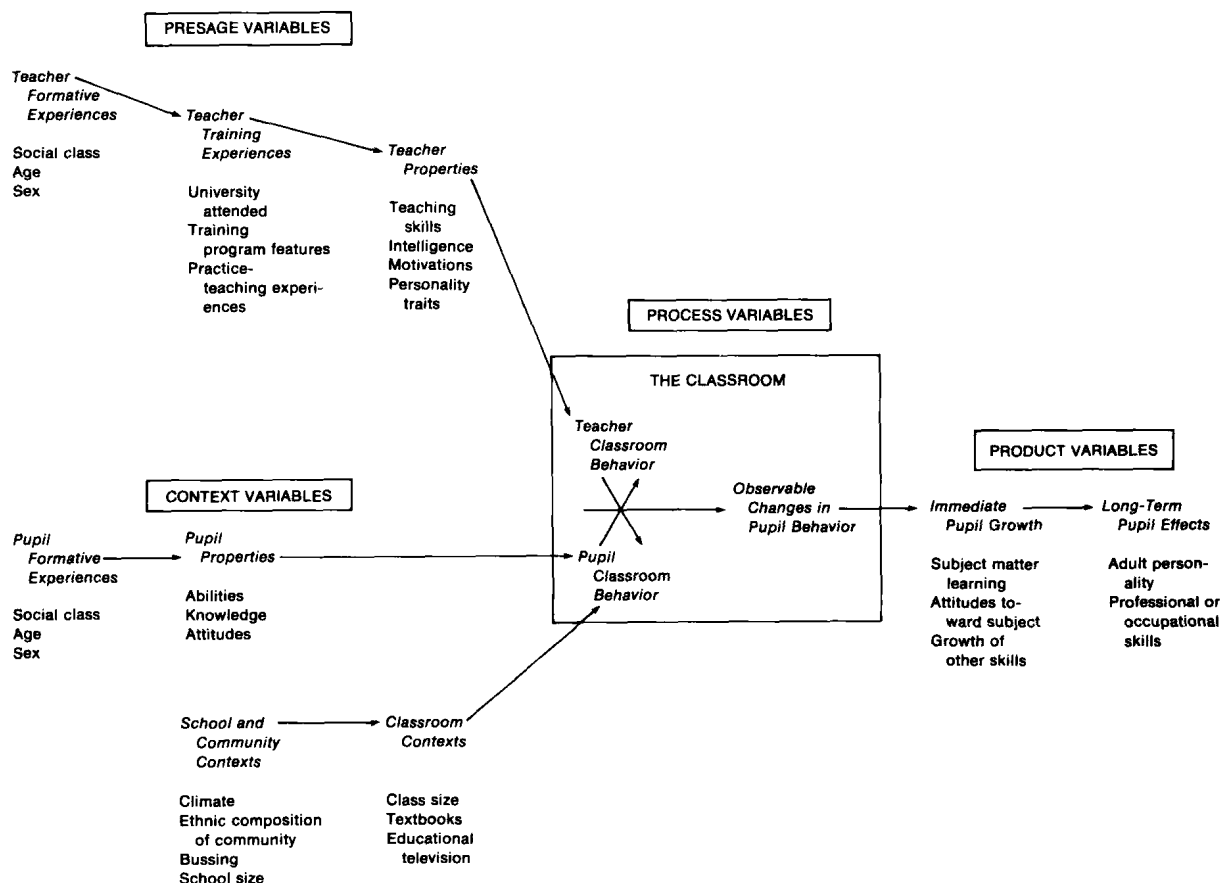 PRESAGE VARIABLES
Teacher
Formative
Experiences
Social class
Age
Sex
Teacher
Training
Experiences
University
attended
Training
program features
Practice-
teaching experi-
ences
Teacher
Properties
Teaching
skills
Intelligence
Motivations
Personality
traits
PROCESS VARIABLES
THE CLASSROOM
Teacher
Classroom
Behavior
Observable
Changes in
Pupil Behavior
Pupil
Classroom
Behavior
PRODUCT VARIABLES
Immediate
Pupil Growth
Subject matter
learning
Attitudes to-
ward subject
Growth of
other skills
Long-Term
Pupil Effects
Adult person-
ality
Professional or
occupational
skills
CONTEXT VARIABLES
Pupil
Formative
Experiences
Social class
Age
Sex
Pupil
Properties
Abilities
Knowledge
Attitudes
School and
Community
Contexts
Climate
Ethnic composition
of community
Bussing
School size
Classroom
Contexts
Class size
Textbooks
Educational
television